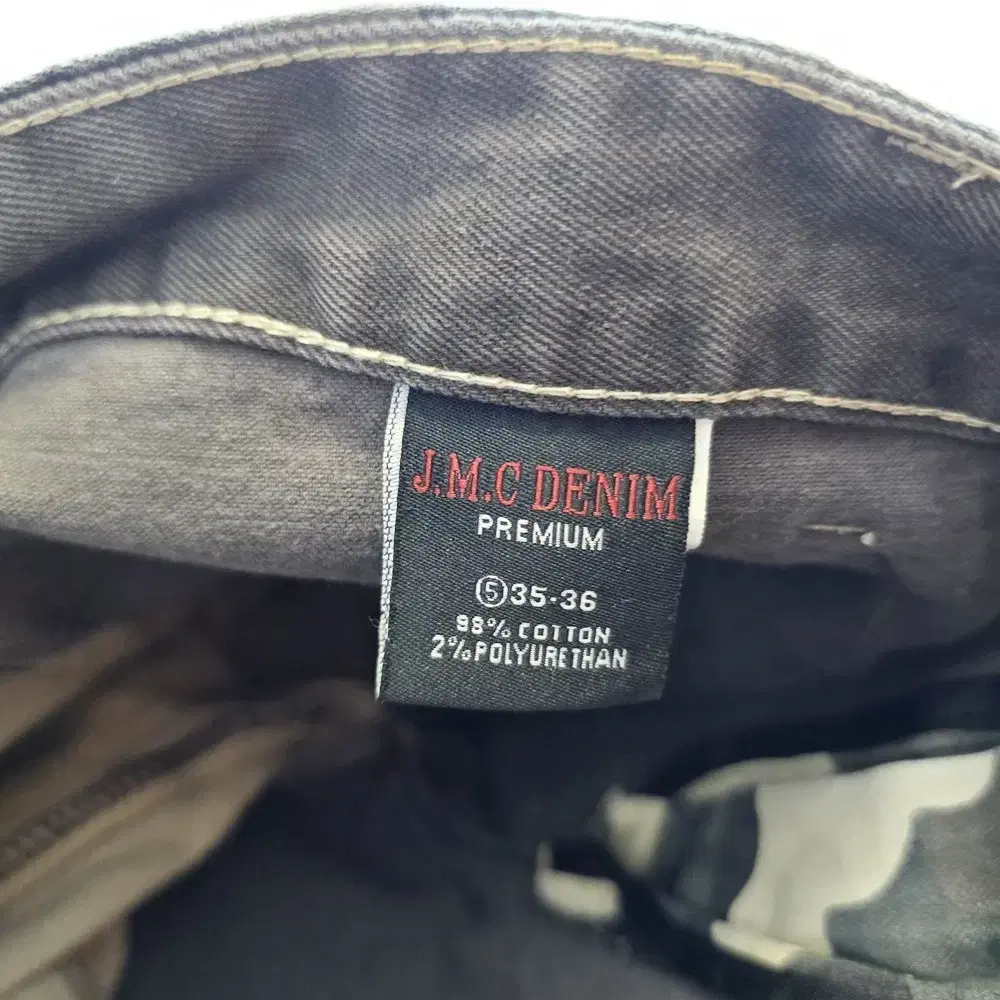 J.M.C DENIM
PREMIUM
⑤35-36
98% COTTON
2%POLYURETHAN